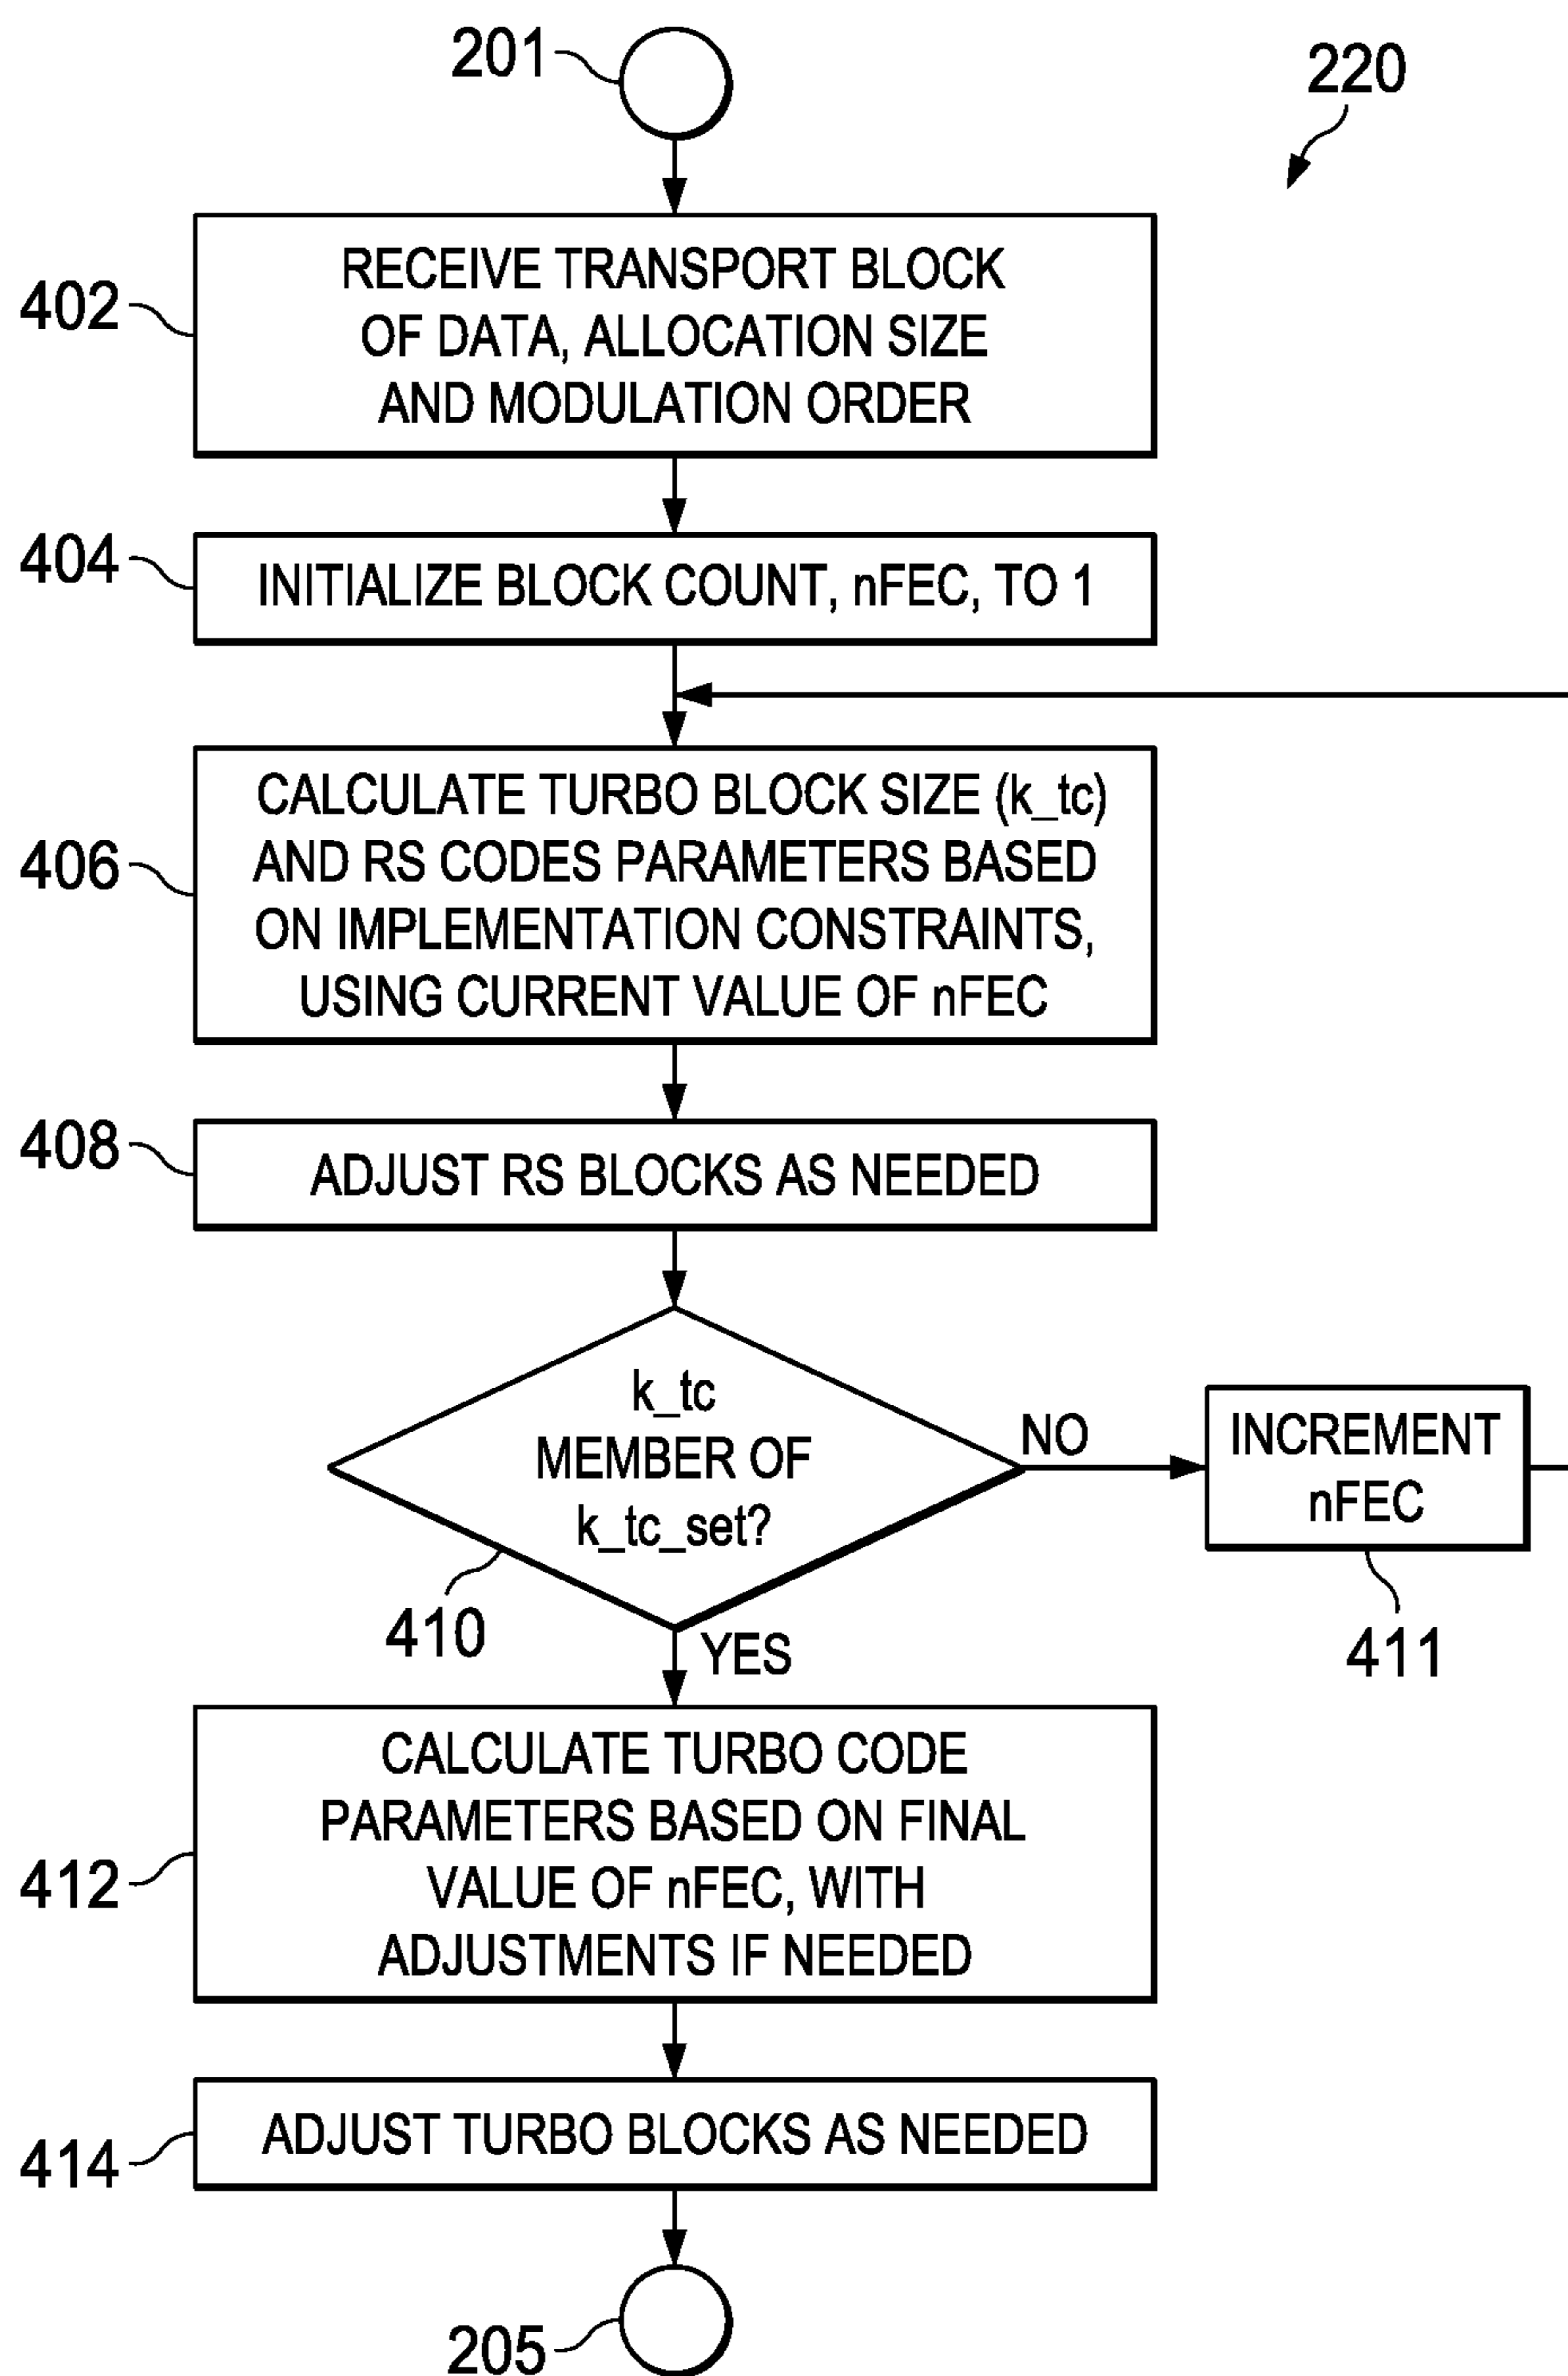 201
220
402
RECEIVE TRANSPORT BLOCK
OF DATA, ALLOCATION SIZE
AND MODULATION ORDER
404
INITIALIZE BLOCK COUNT, nFEC, TO 1
406
CALCULATE TURBO BLOCK SIZE (k_tc)
AND RS CODES PARAMETERS BASED
ON IMPLEMENTATION CONSTRAINTS,
USING CURRENT VALUE OF nFEC
408
ADJUST RS BLOCKS AS NEEDED
k_tc
MEMBER OF
k_tc_set?
410
NO
INCREMENT
nFEC
411
YES
412
CALCULATE TURBO CODE
PARAMETERS BASED ON FINAL
VALUE OF nFEC, WITH
ADJUSTMENTS IF NEEDED
414
ADJUST TURBO BLOCKS AS NEEDED
205